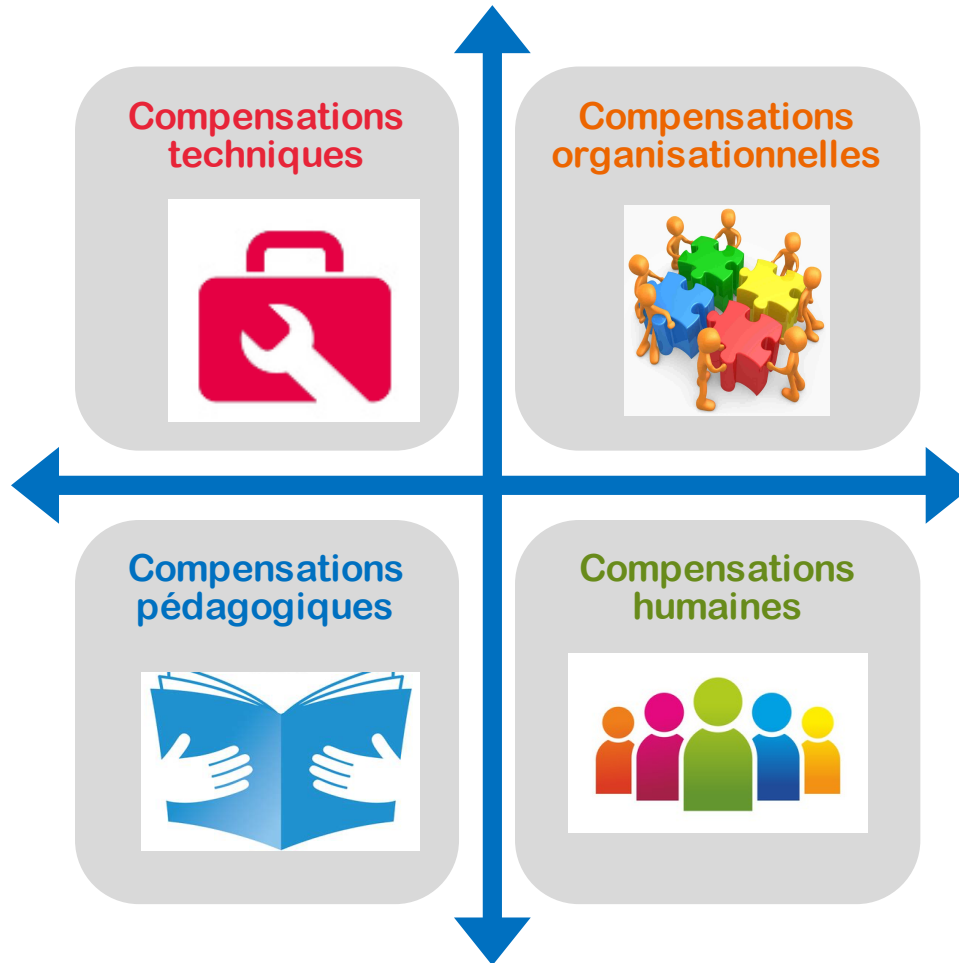 Compensations
techniques
Compensations
organisationnelles
Compensations
pédagogiques
Compensations
humaines